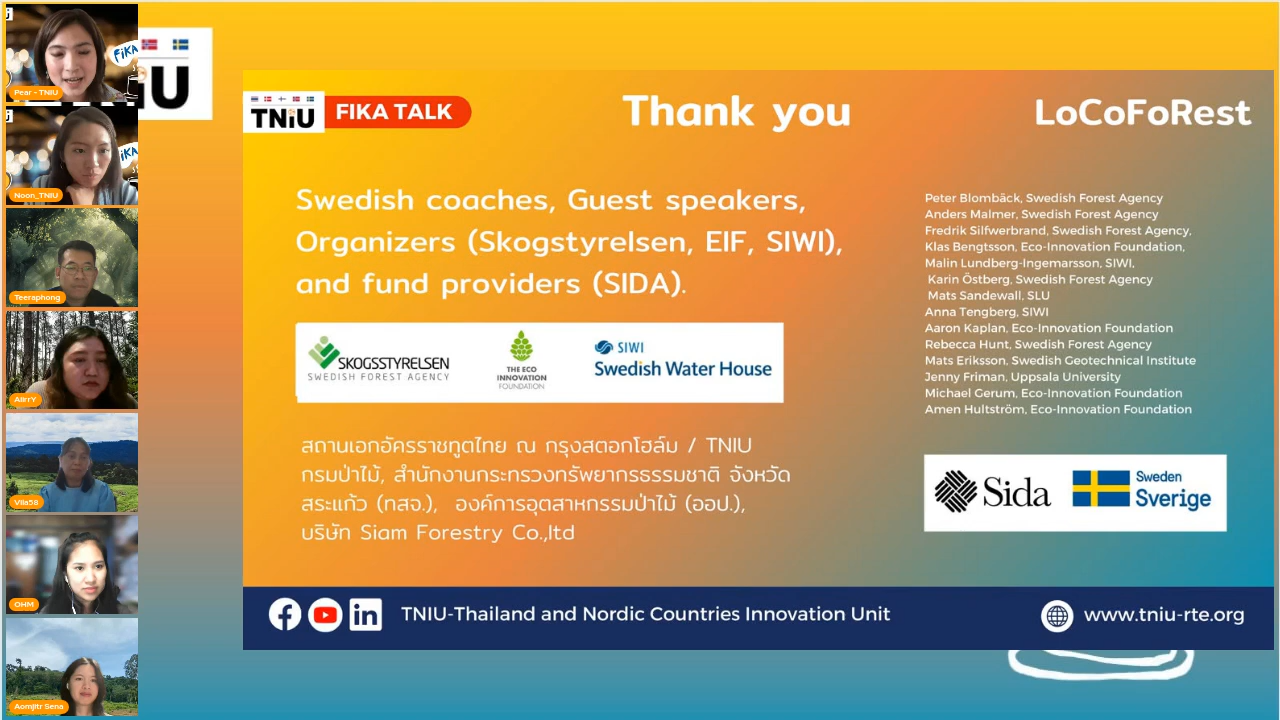 Pear - TNIU
Noon_TNIU
Teeraphong
AlirrY
Vila58
OHM
Aomjitr Sena
FiKA
TNiU
FIKA TALK
Thank you
LoCoFoRest
Swedish coaches, Guest speakers,
Organizers (Skogstyrelsen, EIF, SIWI),
and fund providers (SIDA).
SKOGSSTYRELSEN
SWEDISH FOREST AGENCY
THE ECO
INNOVATION
FOUNDATION
SIWI
Swedish Water House
สถานเอกอัครราชทูตไทย ณ กรุงสตอกโฮล์ม / TNIU
กรมป่าไม้, สำนักงานกระทรวงทรัพยากรธรรมชาติ จังหวัด
สระแก้ว (ทสจ.), องค์การอุตสาหกรรมป่าไม้ (ออป.),
บริษัท Siam Forestry Co.,ltd
Peter Blombäck, Swedish Forest Agency
Anders Malmer, Swedish Forest Agency
Fredrik Silfwerbrand, Swedish Forest Agency,
Klas Bengtsson, Eco-Innovation Foundation,
Malin Lundberg-Ingemarsson, SIWI,
Karin Östberg, Swedish Forest Agency
Mats Sandewall, SLU
Anna Tengberg, SIWI
Aaron Kaplan, Eco-Innovation Foundation
Rebecca Hunt, Swedish Forest Agency
Mats Eriksson, Swedish Geotechnical Institute
Jenny Friman, Uppsala University
Michael Gerum, Eco-Innovation Foundation
Amen Hultström, Eco-Innovation Foundation
Sida
Sweden
Sverige
TNIU-Thailand and Nordic Countries Innovation Unit
www.tniu-rte.org